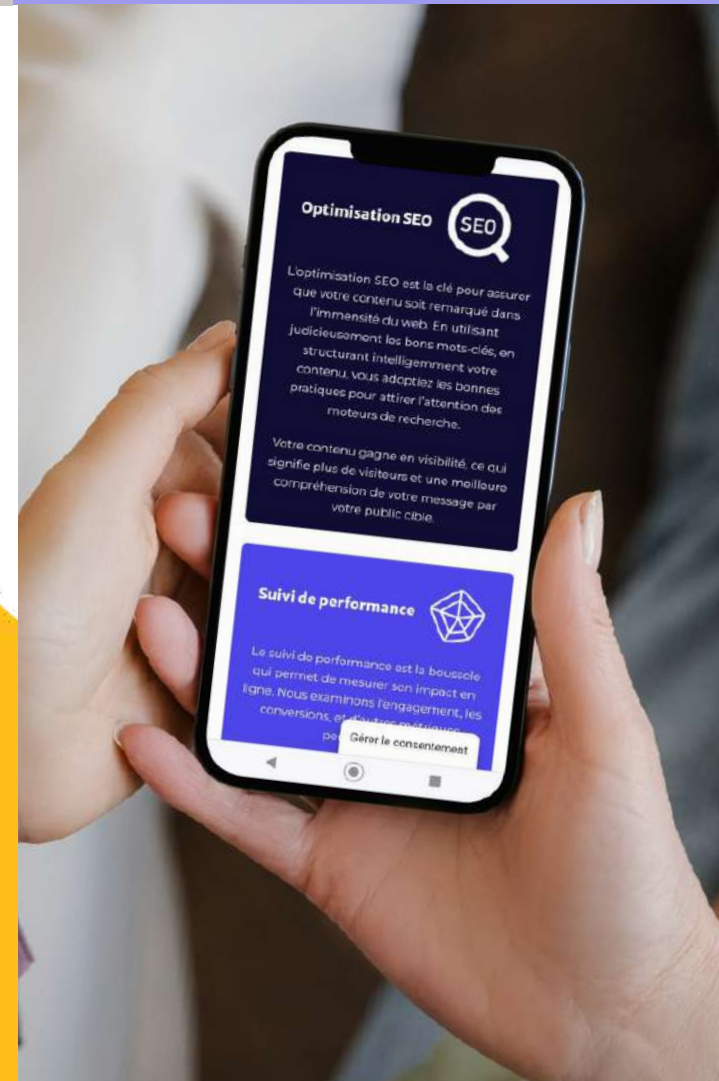 Optimisation SEO
SEO
L'optimisation SEO est la clé pour assurer
que votre contenu soit remarqué dans
l'immensité du web. En utilisant
judicieusement les bons mots-clés, en
structurant intelligemment votre
contenu, vous adoptiez les bonnes
pratiques pour attirer l'attention des
moteurs de recherche.
Votre contenu gagne en visibilité, ce qui
signifie plus de visiteurs et une meilleure
compréhension de votre message par
votre public cible.
Suivi de performance
Le suivi de performance est la boussole
qui permet de mesurer son impact en
ligne. Nous examinons l'engagement, les
conversions, et d'autres métriques
Gérer le consentement